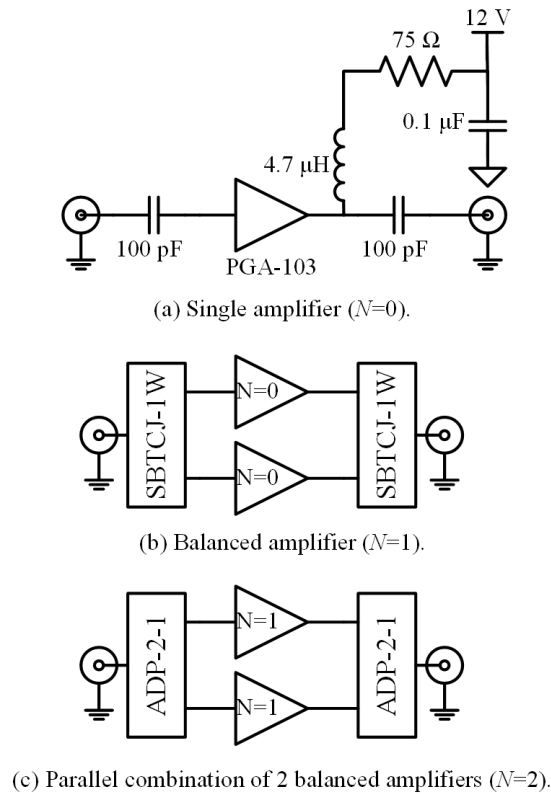 12 V
75 Ω
0.1 μF
4.7 μH
100 pF
PGA-103
100 pF
(a) Single amplifier (N=0).
SBTCJ-1W
N=0
N=0
SBTCJ-1W
(b) Balanced amplifier (N=1).
ADP-2-1
N=1
N=1
ADP-2-1
(c) Parallel combination of 2 balanced amplifiers (N=2).